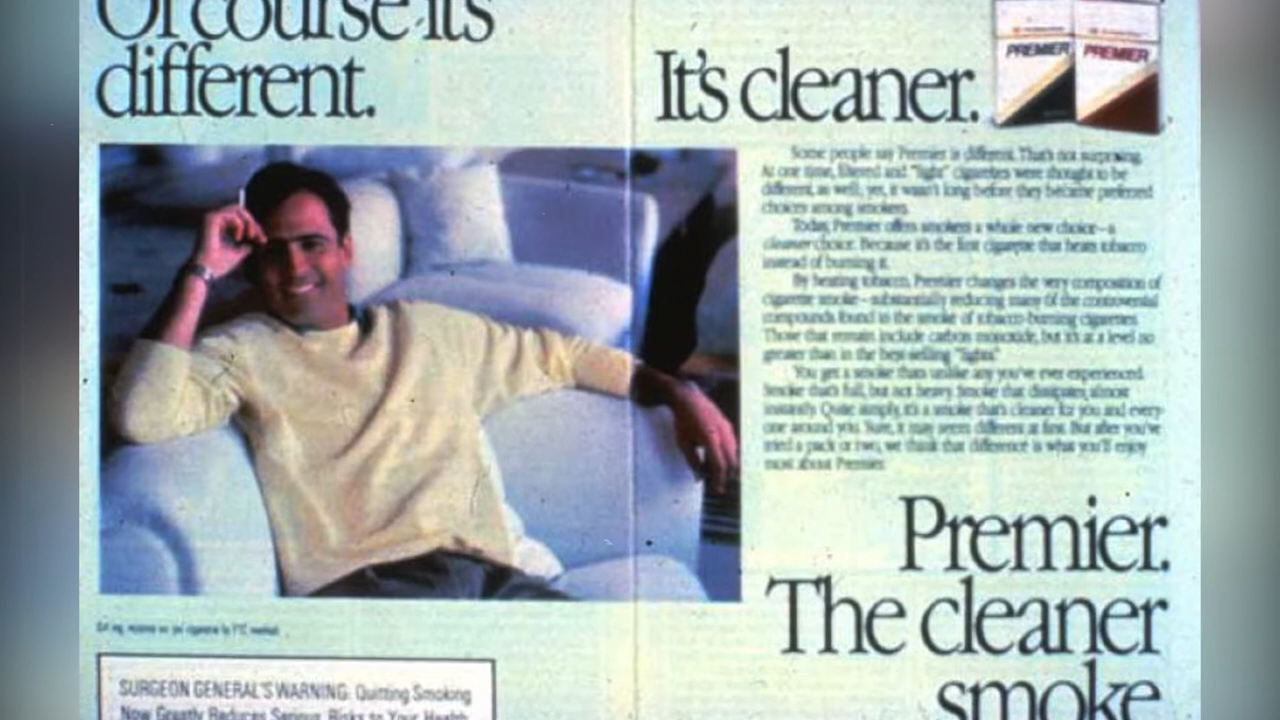 Of course it's
different.
It's cleaner.
PREMIER PREMIER
Some people say Premier is different. That's not surprising.
At one time, filtered and "light" cigarettes were thought to be
different, as well; yet, it wasn't long before they became preferred
choices among smokers.
Today, Premier offers smokers a whole new choice—a
cleaner choice. Because it's the first cigarette that heats tobacco
instead of burning it.
By heating tobacco, Premier changes the very composition of
cigarette smoke—substantially reducing many of the controversial
compounds found in the smoke of tobacco-burning cigarettes.
Those that remain include carbon monoxide, but it's at a level no
greater than in the best-selling "lights."
You get a smoke than unlike any you've ever experienced.
Smoke that's full, but not heavy. Smoke that dissipates almost
instantly. Quite simply, it's a smoke that's cleaner for you and every-
one around you. Sure, it may seem different at first. But after you've
tried a pack or two, we think that difference is what you'll enjoy
most about Premier.
Premier.
The cleaner
smoke
SURGEON GENERAL'S WARNING: Quitting Smoking
Now Greatly Reduces Serious Risks to Your Health.